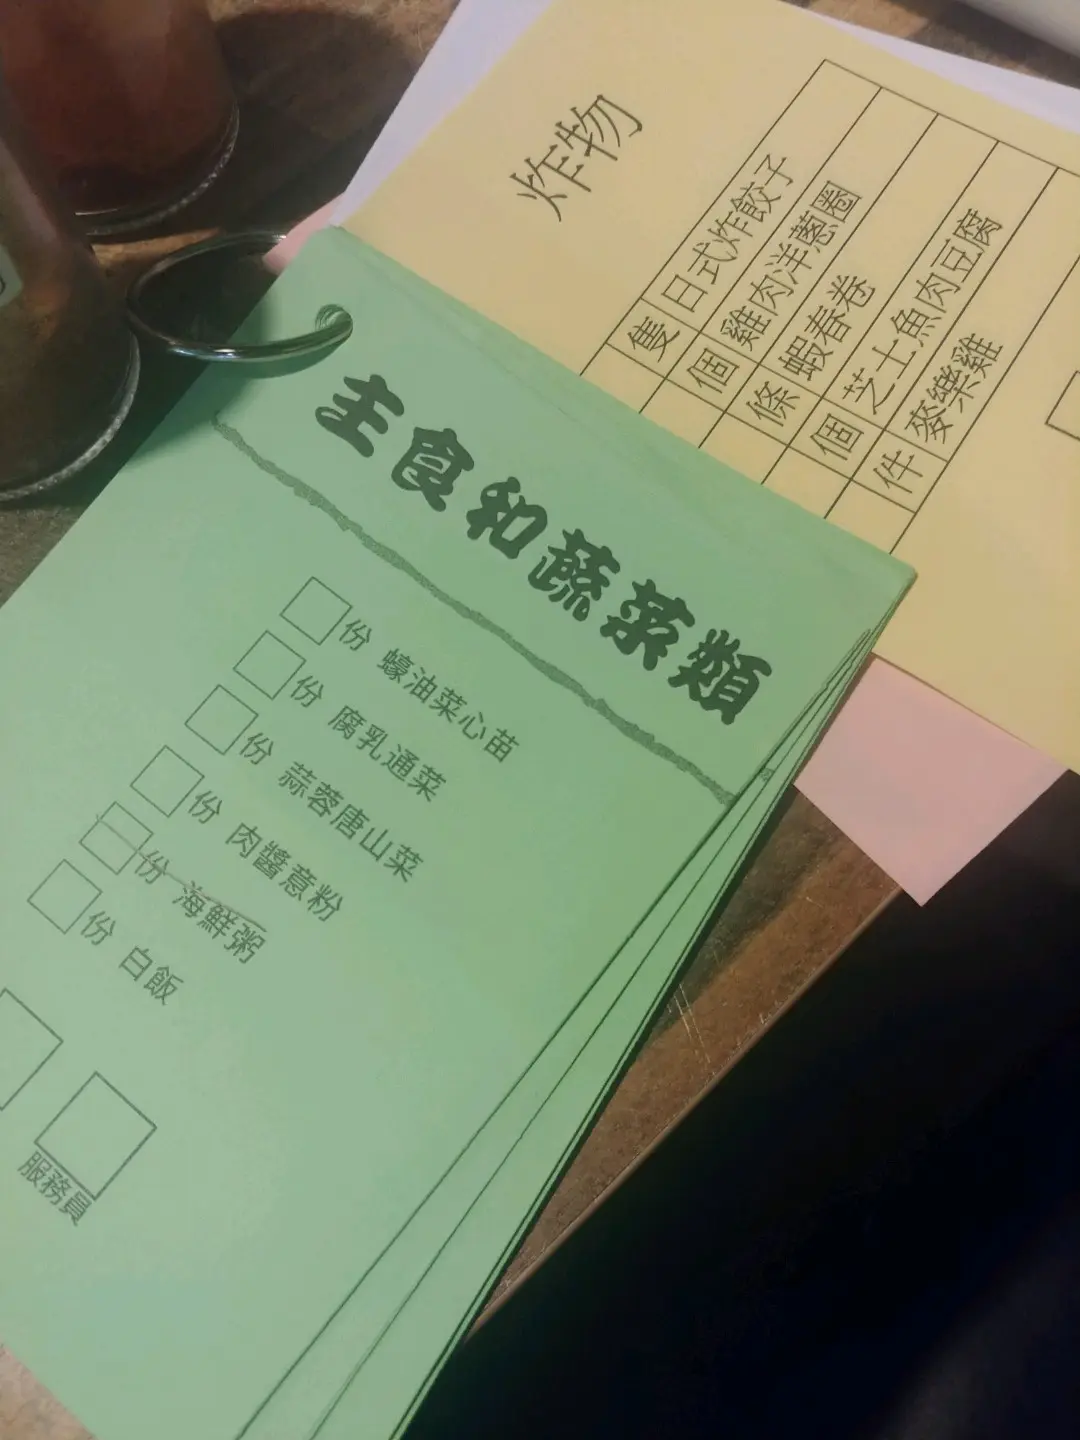 炸物
隻 日式炸餃子
個 雞肉洋蔥圈
條 蝦春卷
個 芝士魚肉豆腐
件 麥樂雞
主食和蔬菜類
份 蠔油菜心苗
份 腐乳通菜
份 蒜蓉唐山菜
份 肉醬意粉
份 海鮮粥
份 白飯
服務員